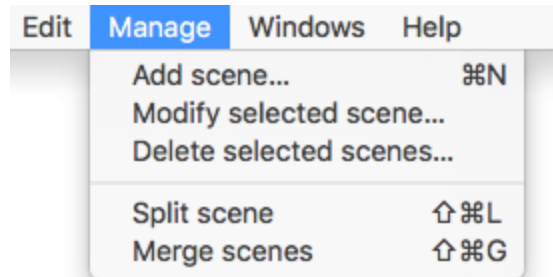 Edit Manage Windows Help
Add scene... ⌘N
Modify selected scene...
Delete selected scenes...
Split scene ⇧⌘L
Merge scenes ⇧⌘G